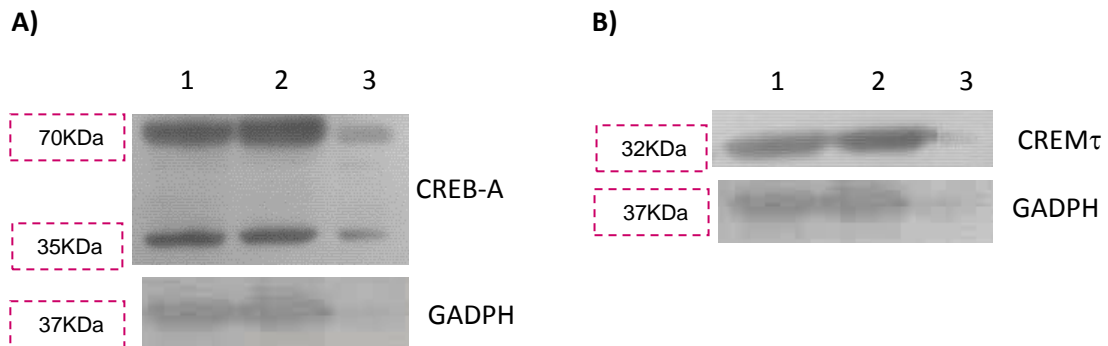 A)
1 2 3
70KDa
CREB-A
35KDa
37KDa
GADPH
B)
1 2 3
32KDa
CREMτ
37KDa
GADPH